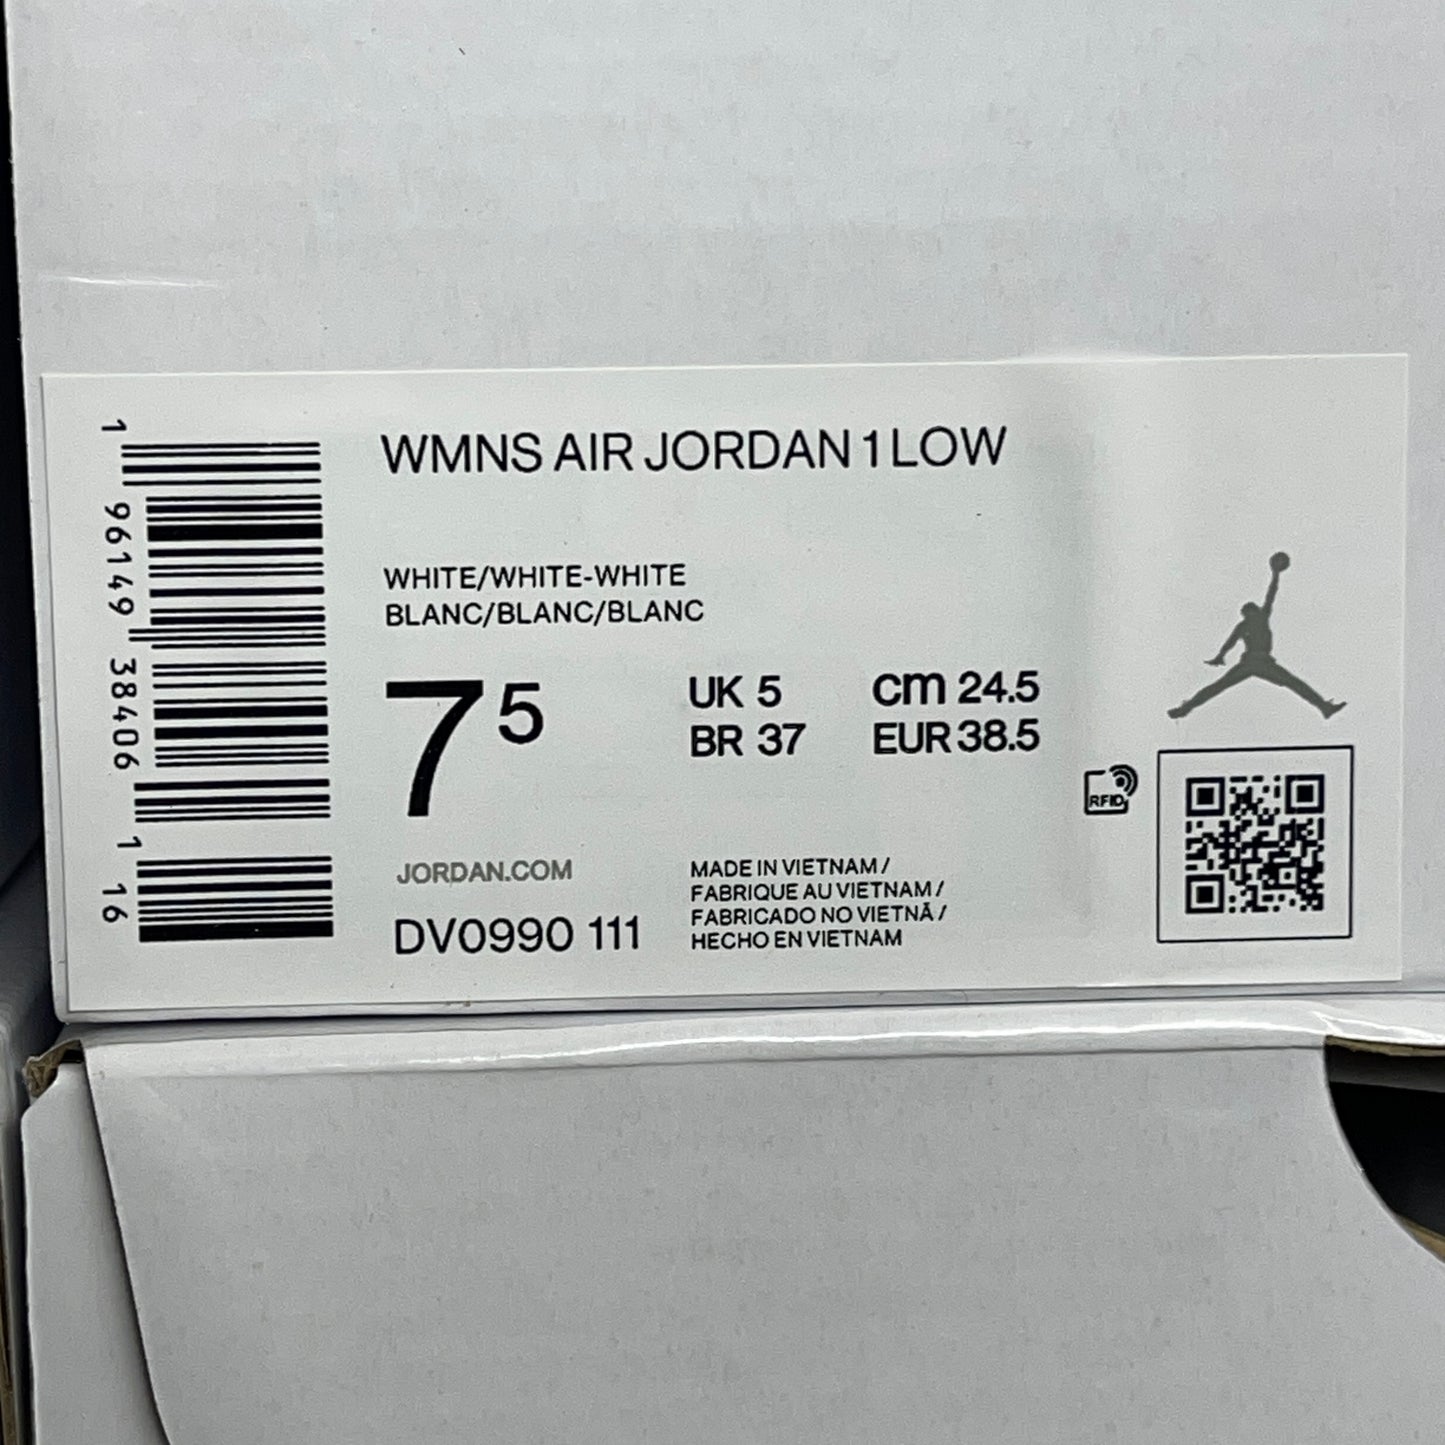 1 96149 38406 1 16
WMNS AIR JORDAN 1 LOW
WHITE/WHITE-WHITE
BLANC/BLANC/BLANC
7 5
UK 5 cm 24.5
BR 37 EUR 38.5
RFID
JORDAN.COM
DV0990 111
MADE IN VIETNAM /
FABRIQUE AU VIETNAM /
FABRICADO NO VIETNÃ /
HECHO EN VIETNAM